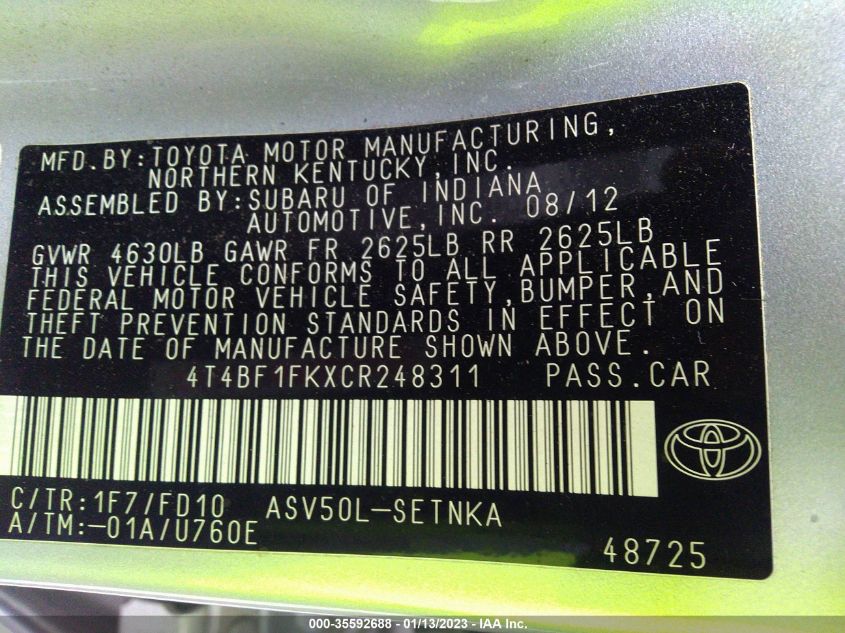 MFD.BY:TOYOTA MOTOR MANUFACTURING,
NORTHERN KENTUCKY,INC.
ASSEMBLED BY:SUBARU OF INDIANA
AUTOMOTIVE,INC. 08/12
GVWR 4630LB GAWR FR 2625LB RR 2625LB
THIS VEHICLE CONFORMS TO ALL APPLICABLE
FEDERAL MOTOR VEHICLE SAFETY,BUMPER,AND
THEFT PREVENTION STANDARDS IN EFFECT ON
THE DATE OF MANUFACTURE SHOWN ABOVE.
4T4BF1FKXCR248311 PASS.CAR
C/TR:1F7/FD10 ASV50L-SETNKA
A/TM:-01A/U760E
48725
000-35592688 - 01/13/2023 - IAA Inc.